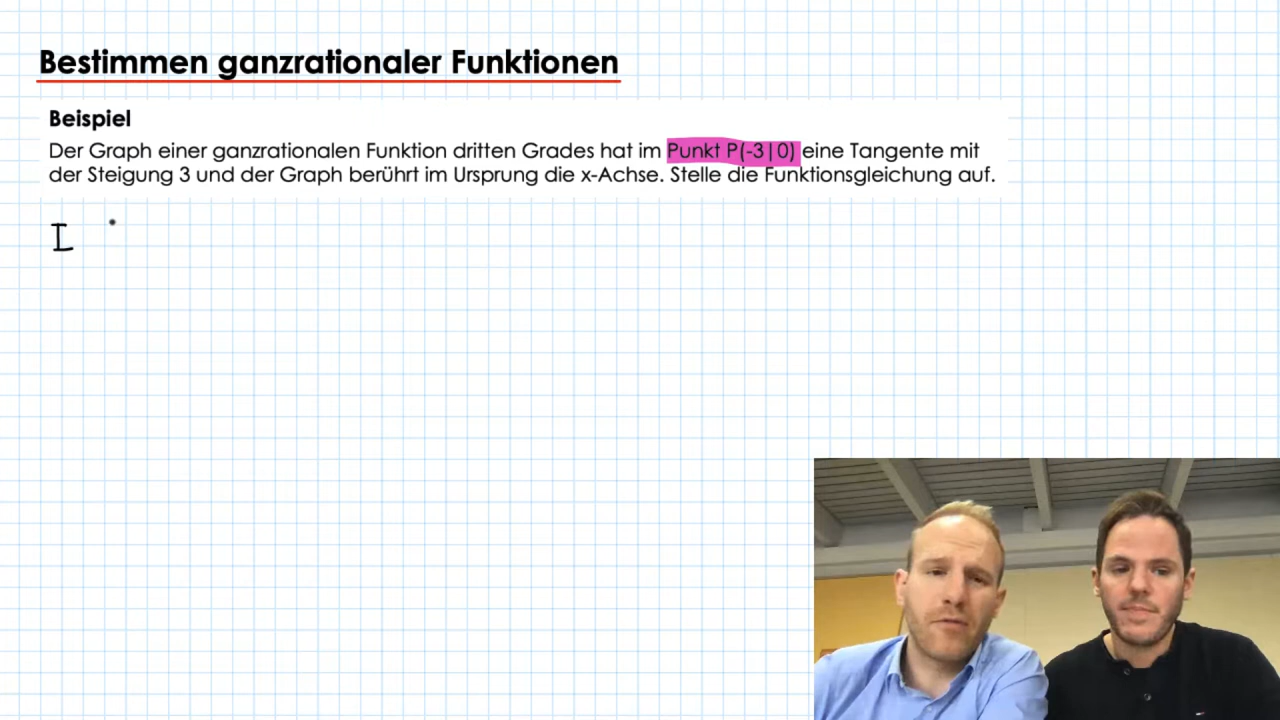 Bestimmen ganzrationaler Funktionen
Beispiel
Der Graph einer ganzrationalen Funktion dritten Grades hat im Punkt P(-3|0) eine Tangente mit
der Steigung 3 und der Graph berührt im Ursprung die x-Achse. Stelle die Funktionsgleichung auf.
I